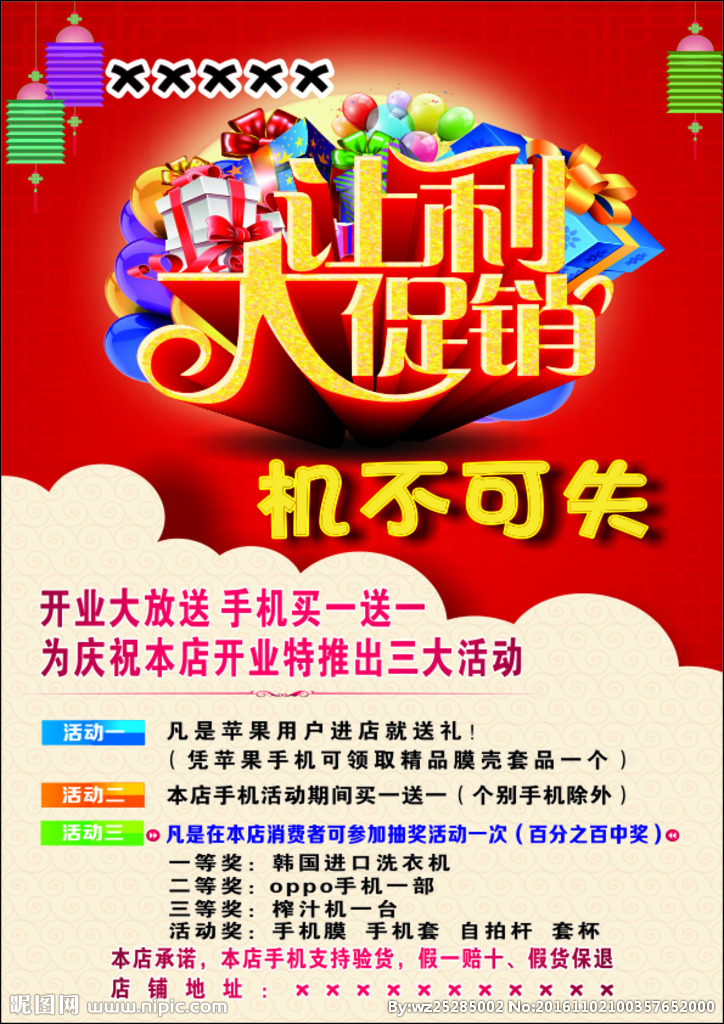 ×××××
让利
大促销
机不可失
开业大放送 手机买一送一
为庆祝本店开业特推出三大活动
活动一 凡是苹果用户进店就送礼！
（凭苹果手机可领取精品膜壳套品一个）
活动二 本店手机活动期间买一送一（个别手机除外）
活动三 凡是在本店消费者可参加抽奖活动一次（百分之百中奖）
一等奖：韩国进口洗衣机
二等奖：oppo手机一部
三等奖：榨汁机一台
活动奖：手机膜 手机套 自拍杆 套杯
本店承诺，本店手机支持验货，假一赔十、假货保退
店铺地址：××××××××××
昵图网 www.nipic.com By:wz25285002 No:20161102100357652000